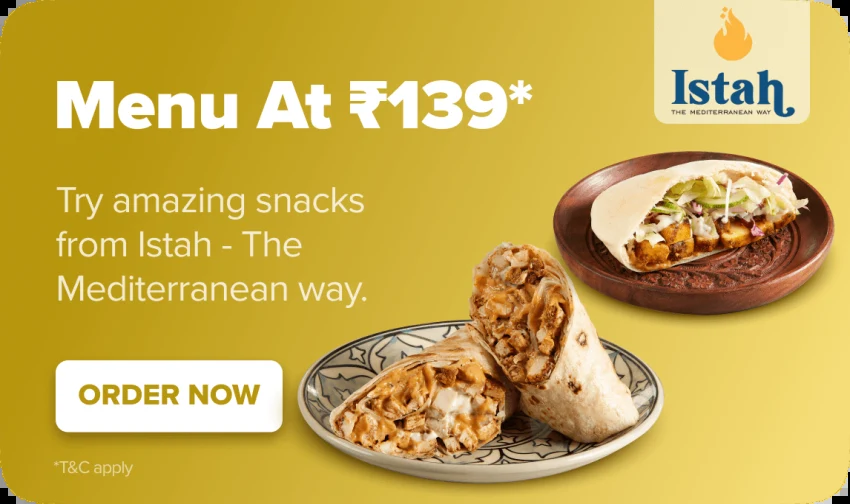 Menu At ₹139*
Istah
THE MEDITERRANEAN WAY
Try amazing snacks
from Istah - The
Mediterranean way.
ORDER NOW
*T&C apply